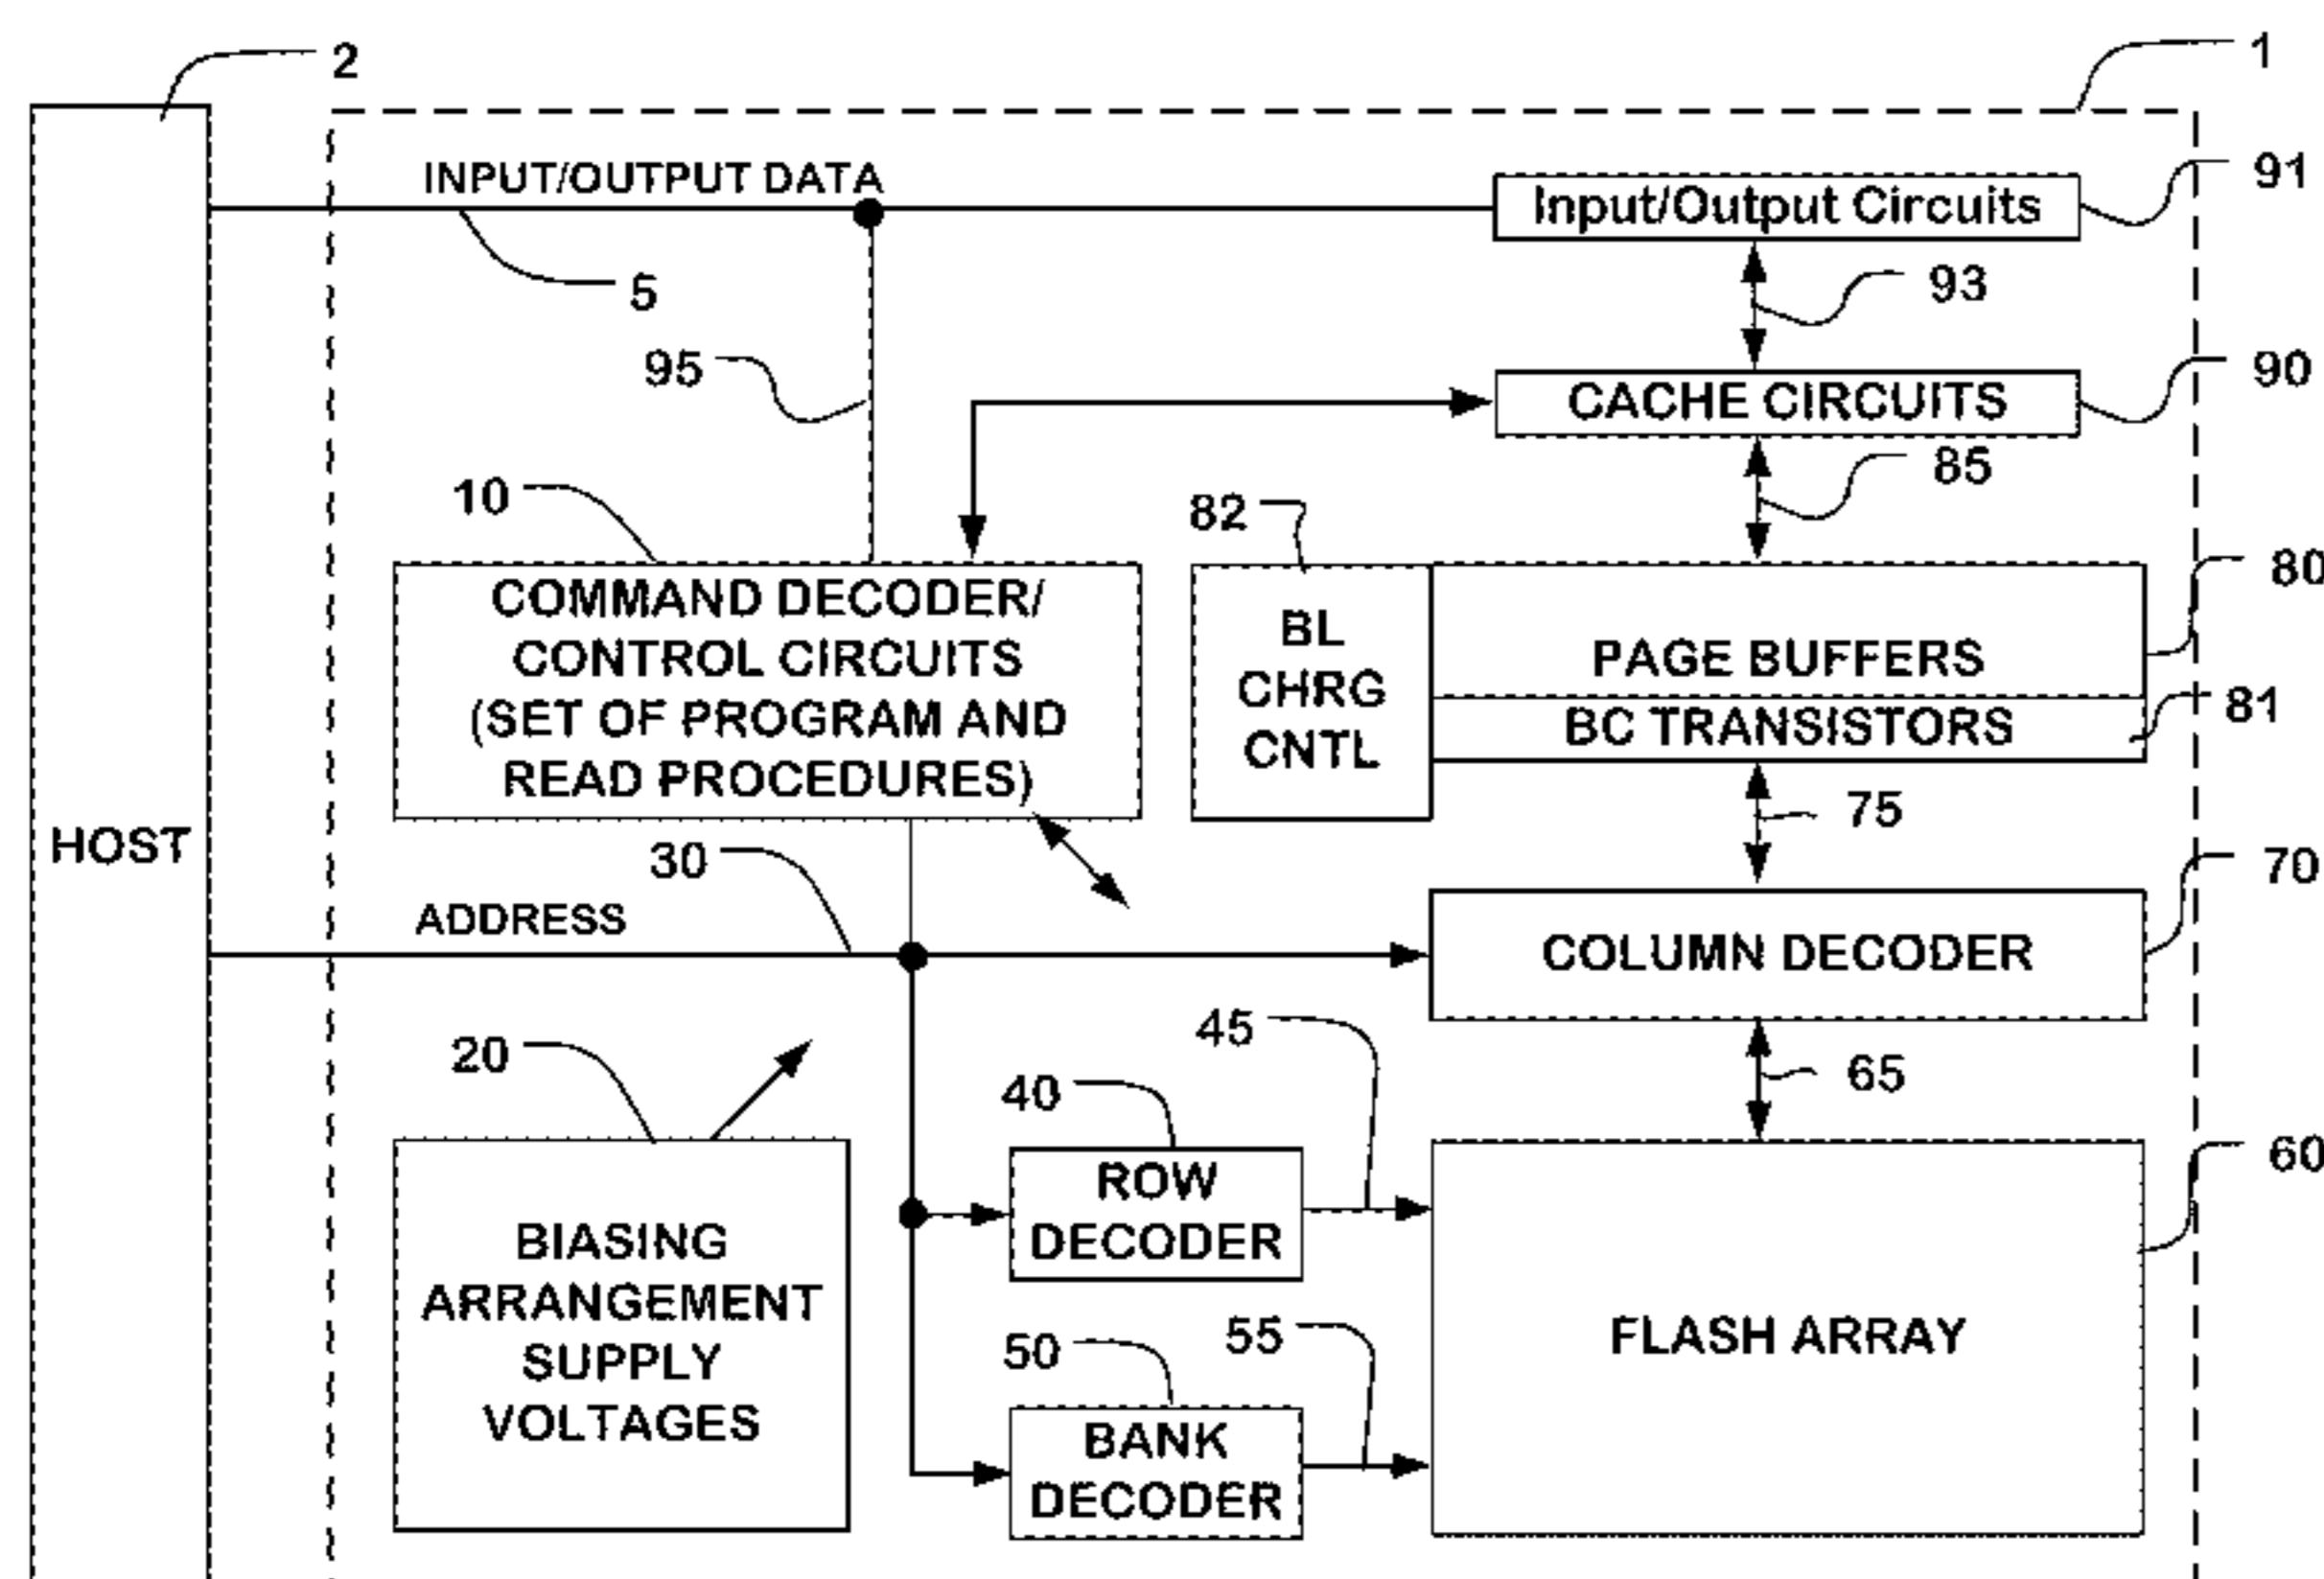 2
1
INPUT/OUTPUT DATA
Input/Output Circuits
91
5
93
95
CACHE CIRCUITS
90
85
10
82
80
COMMAND DECODER/
CONTROL CIRCUITS
(SET OF PROGRAM AND
READ PROCEDURES)
BL
CHRG
CNTL
PAGE BUFFERS
BC TRANSISTORS
81
75
HOST
30
70
ADDRESS
COLUMN DECODER
45
20
65
40
60
ROW
DECODER
BIASING
ARRANGEMENT
SUPPLY
VOLTAGES
55
50
FLASH ARRAY
BANK
DECODER